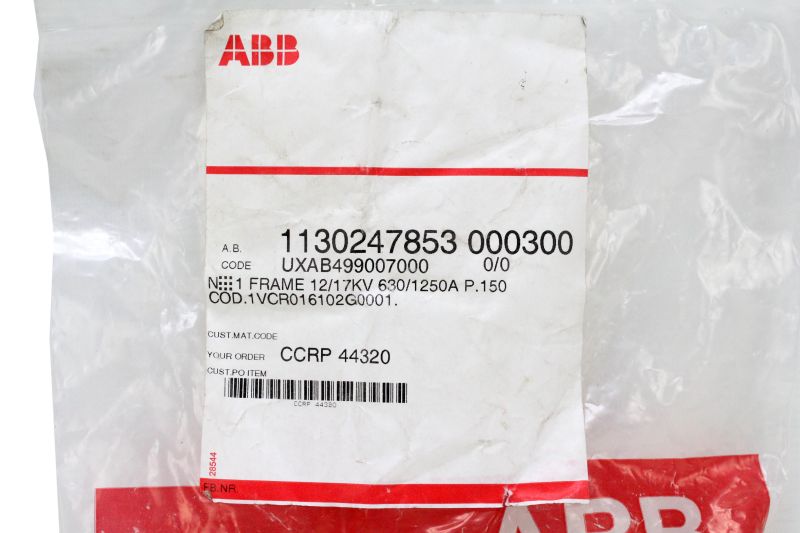 ABB
A.B. 1130247853 000300
CODE UXAB499007000 0/0
N⣿1 FRAME 12/17KV 630/1250A P.150
COD.1VCR016102G0001.
CUST.MAT.CODE
YOUR ORDER CCRP 44320
CUST.PO ITEM
CCRP 44320
28544
FB.NR.
ABB